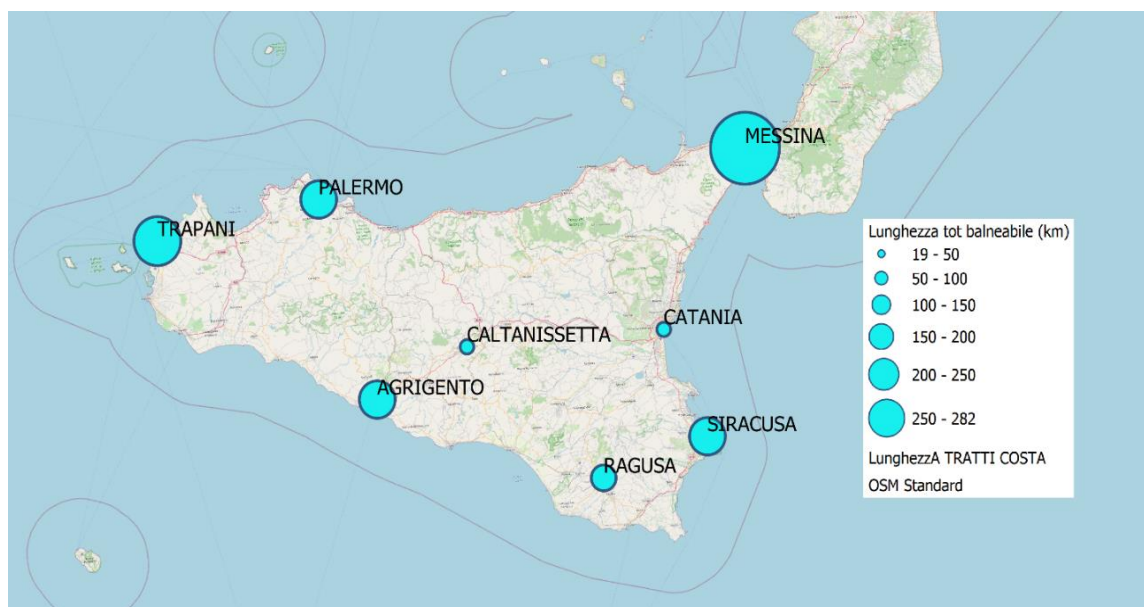 MESSINA
PALERMO
TRAPANI
Lunghezza tot balneabile (km)
19 - 50
50 - 100
100 - 150
150 - 200
200 - 250
250 - 282
LunghezzA TRATTI COSTA
OSM Standard
CATANIA
CALTANISSETTA
AGRIGENTO
SIRACUSA
RAGUSA